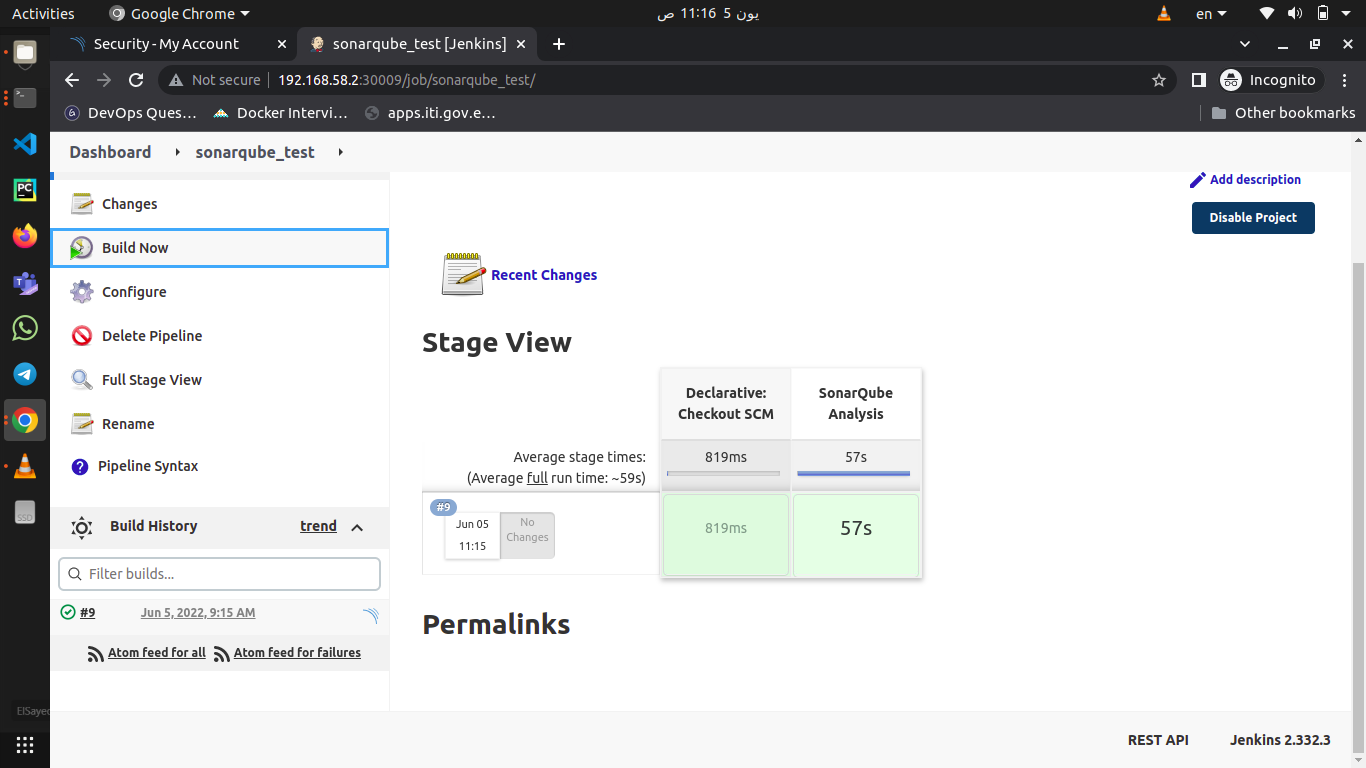 Activities
Google Chrome
يون 5 11:16 ص
en
Security - My Account
sonarqube_test [Jenkins]
Not secure
192.168.58.2:30009/job/sonarqube_test/
Incognito
DevOps Ques...
Docker Intervi...
apps.iti.gov.e...
Other bookmarks
Dashboard
sonarqube_test
Changes
Build Now
Configure
Delete Pipeline
Full Stage View
Rename
Pipeline Syntax
Build History
trend
Filter builds...
#9
Jun 5, 2022, 9:15 AM
Atom feed for all
Atom feed for failures
Add description
Disable Project
Recent Changes
Stage View
Declarative:
Checkout SCM
SonarQube
Analysis
Average stage times:
(Average full run time: ~59s)
819ms
57s
#9
Jun 05
11:15
No
Changes
819ms
57s
Permalinks
ElSayed
REST API
Jenkins 2.332.3
PC
SSD